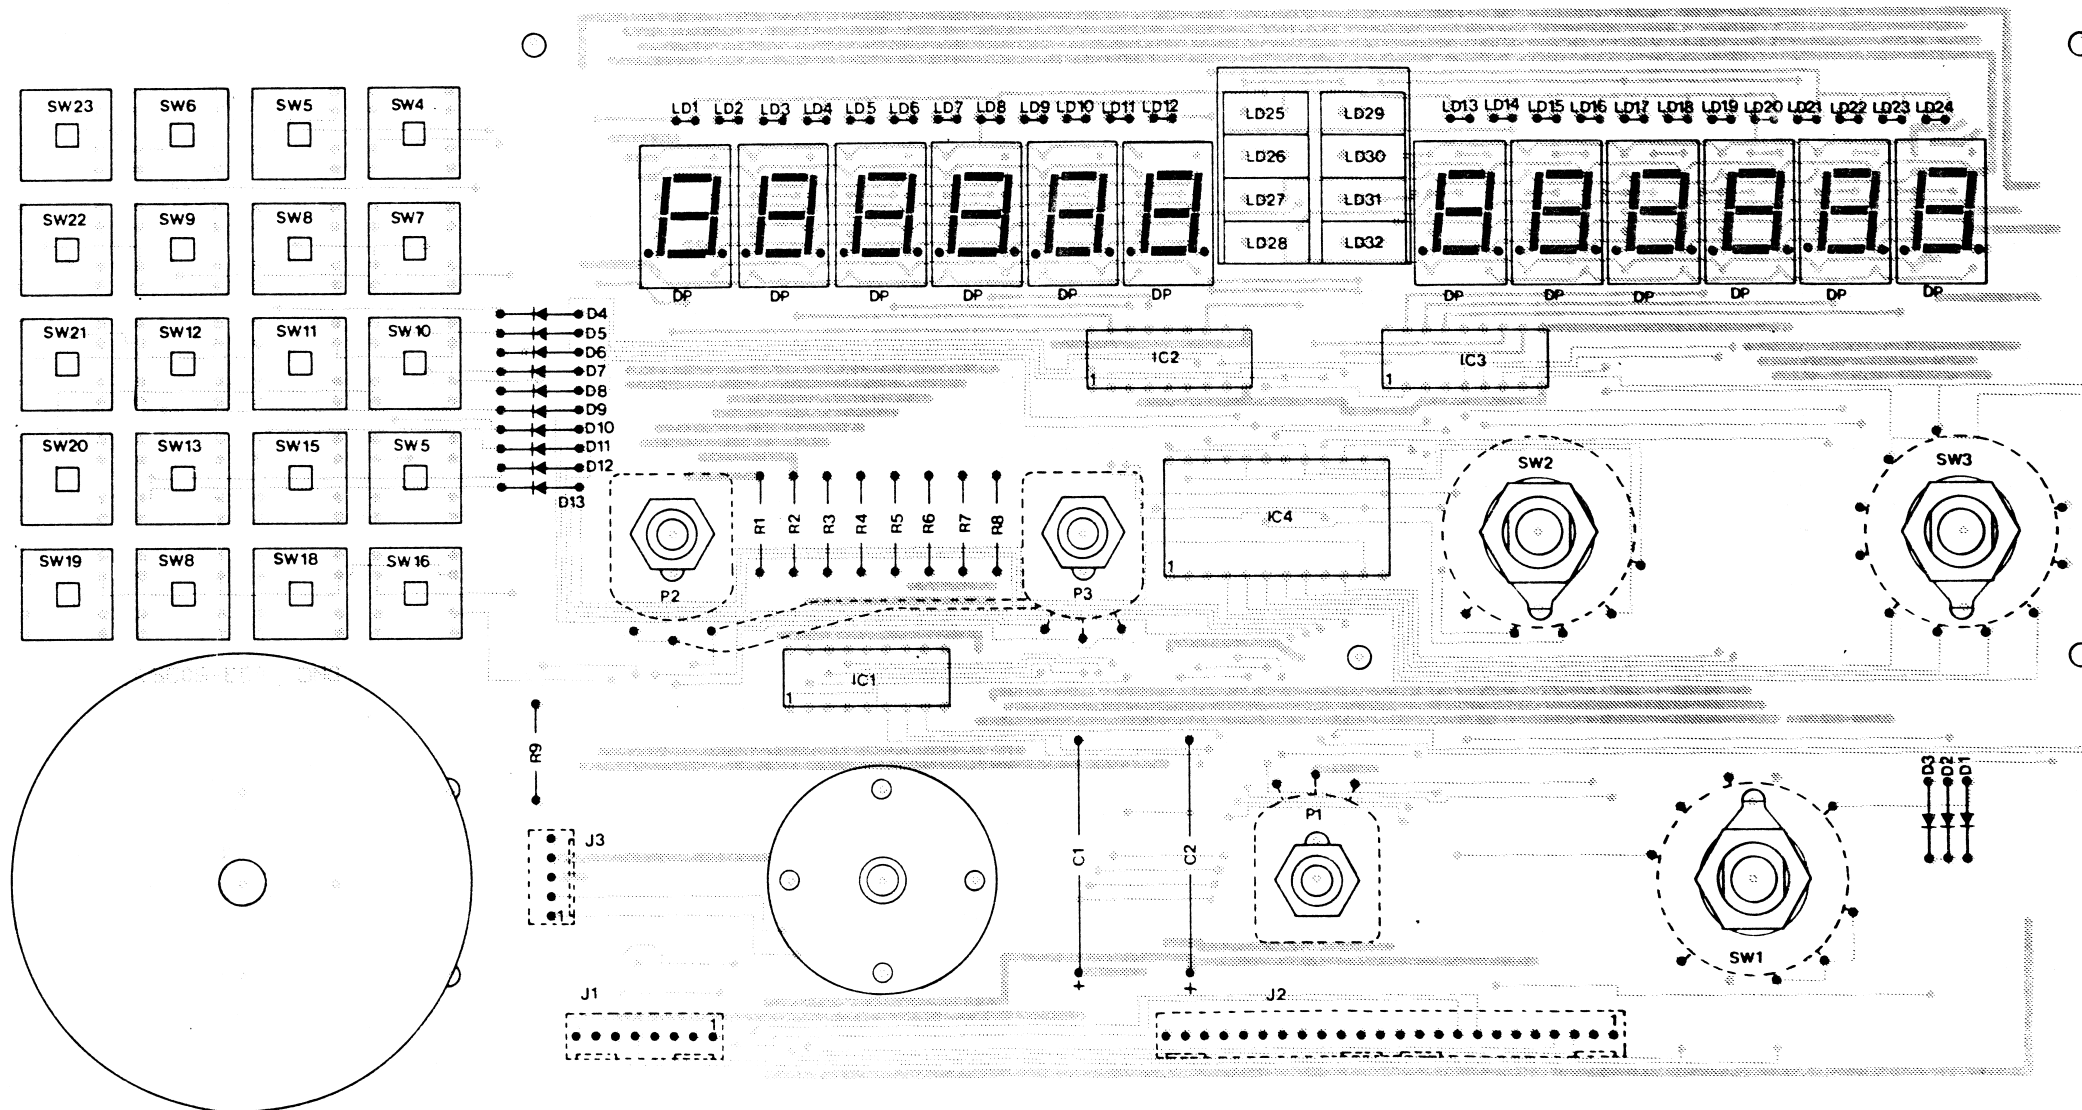 SW23 SW6 SW5 SW4
LD1 LD2 LD3 LD4 LD5 LD6 LD7 LD8 LD9 LD10 LD11 LD12
LD25 LD29
LD13 LD14 LD15 LD16 LD17 LD18 LD19 LD20 LD21 LD22 LD23 LD24
LD26 LD30
LD27 LD31
LD28 LD32
SW22 SW9 SW8 SW7
DP DP DP DP DP DP
DP DP DP DP DP DP
SW21 SW12 SW11 SW10
D4
D5
D6
D7
D8
D9
D10
D11
D12
D13
1 IC2
1 IC3
SW20 SW13 SW15 SW5
R1 R2 R3 R4 R5 R6 R7 R8
P2
P3
1 IC4
SW2
SW3
SW19 SW8 SW18 SW16
1 IC1
R9
J3
1
C1
+
C2
+
P1
D3 D2 D1
SW1
J1
1
J2
1